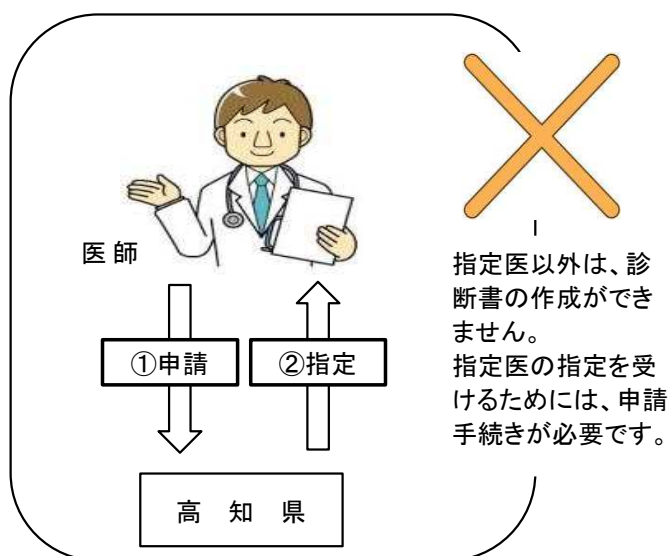 医師
①申請
②指定
高知県
指定医以外は、診
断書の作成ができ
ません。
指定医の指定を受
けるためには、申請
手続きが必要です。